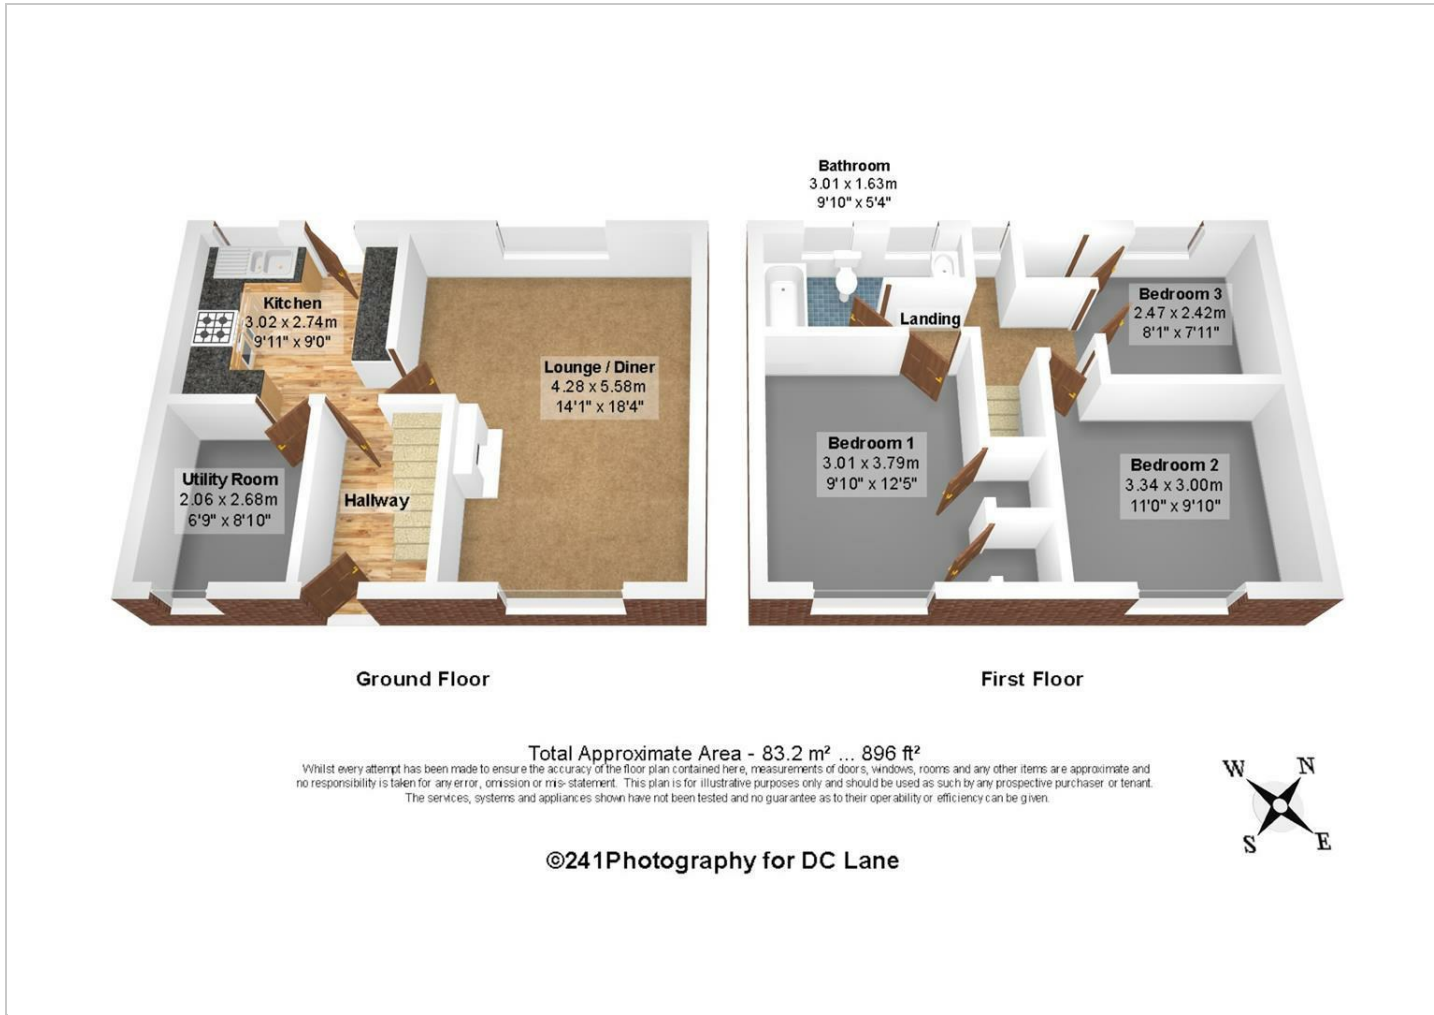 Bathroom
3.01 x 1.63m
9'10" x 5'4"
Kitchen
3.02 x 2.74m
9'11" x 9'0"
Lounge / Diner
4.28 x 5.58m
14'1" x 18'4"
Utility Room
2.06 x 2.68m
6'9" x 8'10"
Hallway
Landing
Bedroom 3
2.47 x 2.42m
8'1" x 7'11"
Bedroom 1
3.01 x 3.79m
9'10" x 12'5"
Bedroom 2
3.34 x 3.00m
11'0" x 9'10"
Ground Floor
First Floor
Total Approximate Area - 83.2 m² ... 896 ft²
Whilst every attempt has been made to ensure the accuracy of the floor plan contained here, measurements of doors, windows, rooms and any other items are approximate and
no responsibility is taken for any error, omission or mis-statement. This plan is for illustrative purposes only and should be used as such by any prospective purchaser or tenant.
The services, systems and appliances shown have not been tested and no guarantee as to their operability or efficiency can be given.
©241Photography for DC Lane
W N
S E